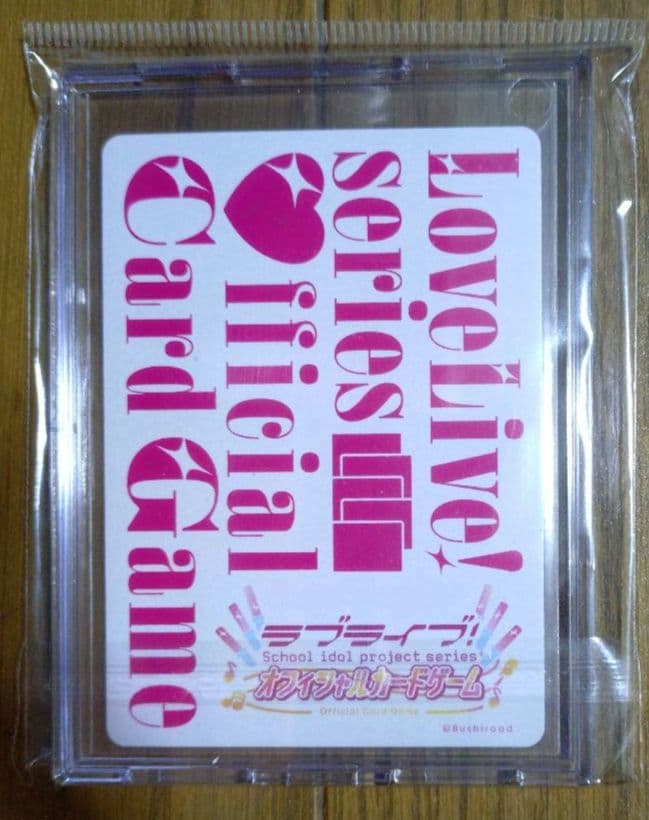 LoveLive!
series
fficial
Card Game
ラブライブ!
School idol project series
オフィシャルカードゲーム
Official Card Game
©Bushiroad